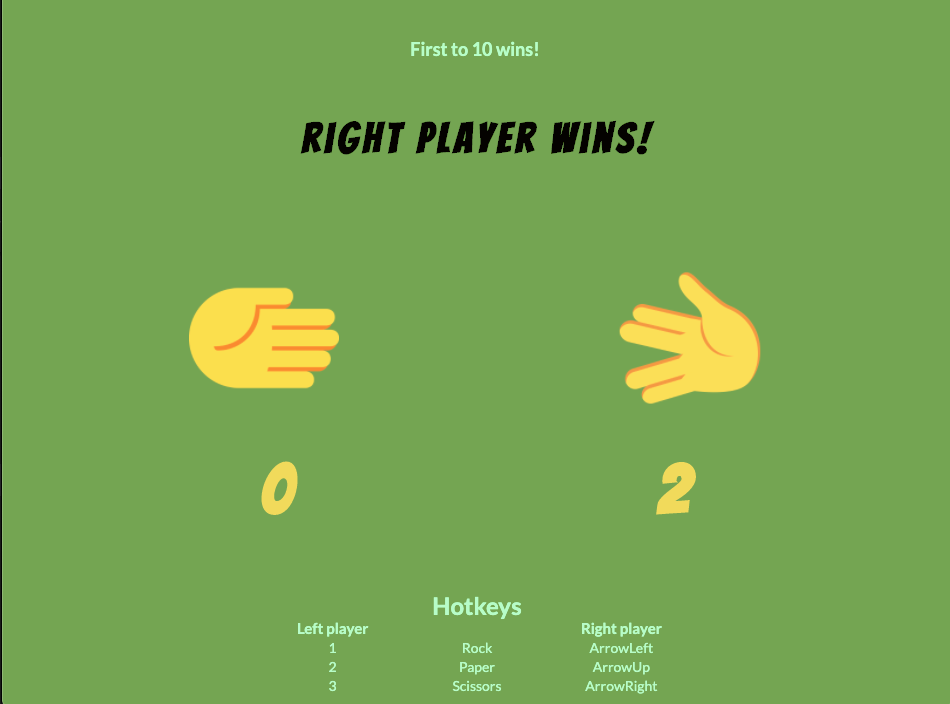 First to 10 wins!
RIGHT PLAYER WINS!
0 2
Hotkeys
Left player Right player
1 Rock ArrowLeft
2 Paper ArrowUp
3 Scissors ArrowRight